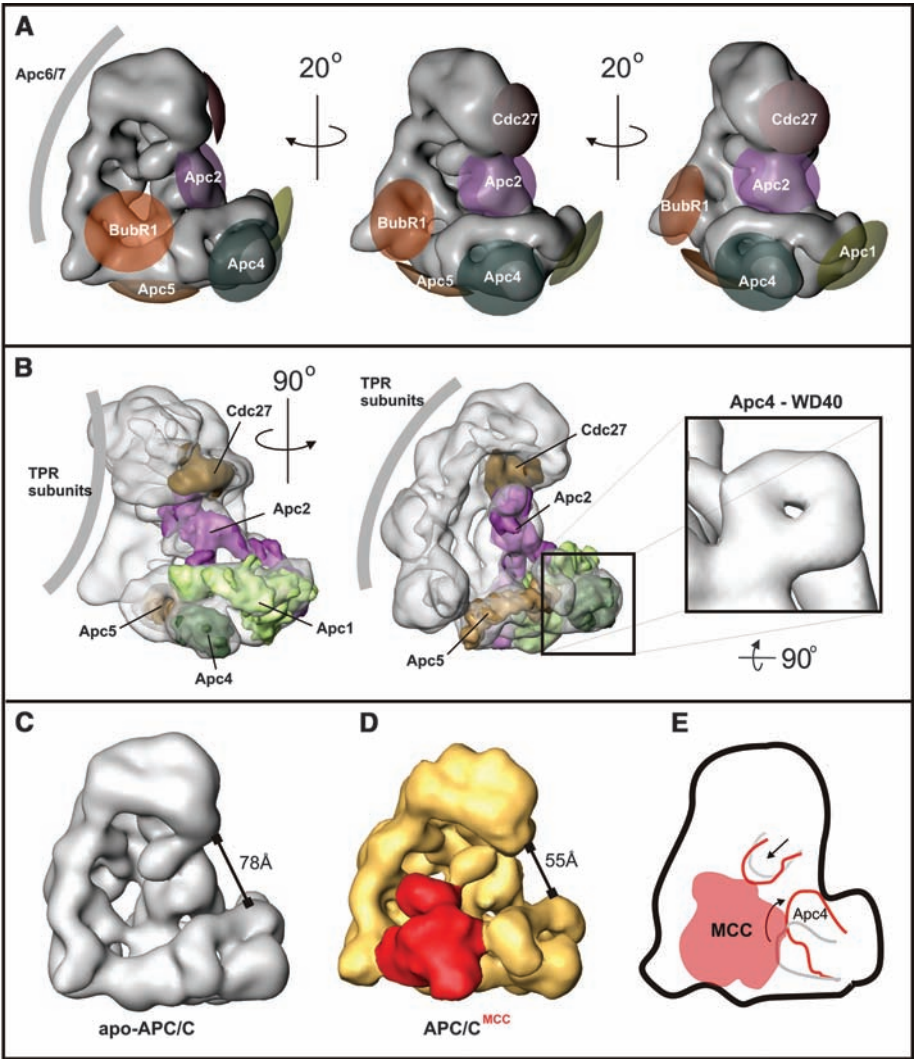 A
Apc6/7
20°
20°
Cdc27
Cdc27
Apc2
Apc2
Apc2
BubR1
BubR1
BubR1
Apc4
Apc5
Apc5
Apc4
Apc4
Apc1
B
90°
TPR
subunits
Cdc27
TPR
subunits
Apc2
Apc5
Apc4
Apc1
Cdc27
Apc2
Apc5
Apc4 - WD40
90°
C
78Å
apo-APC/C
D
55Å
APC/C MCC
E
MCC
Apc4